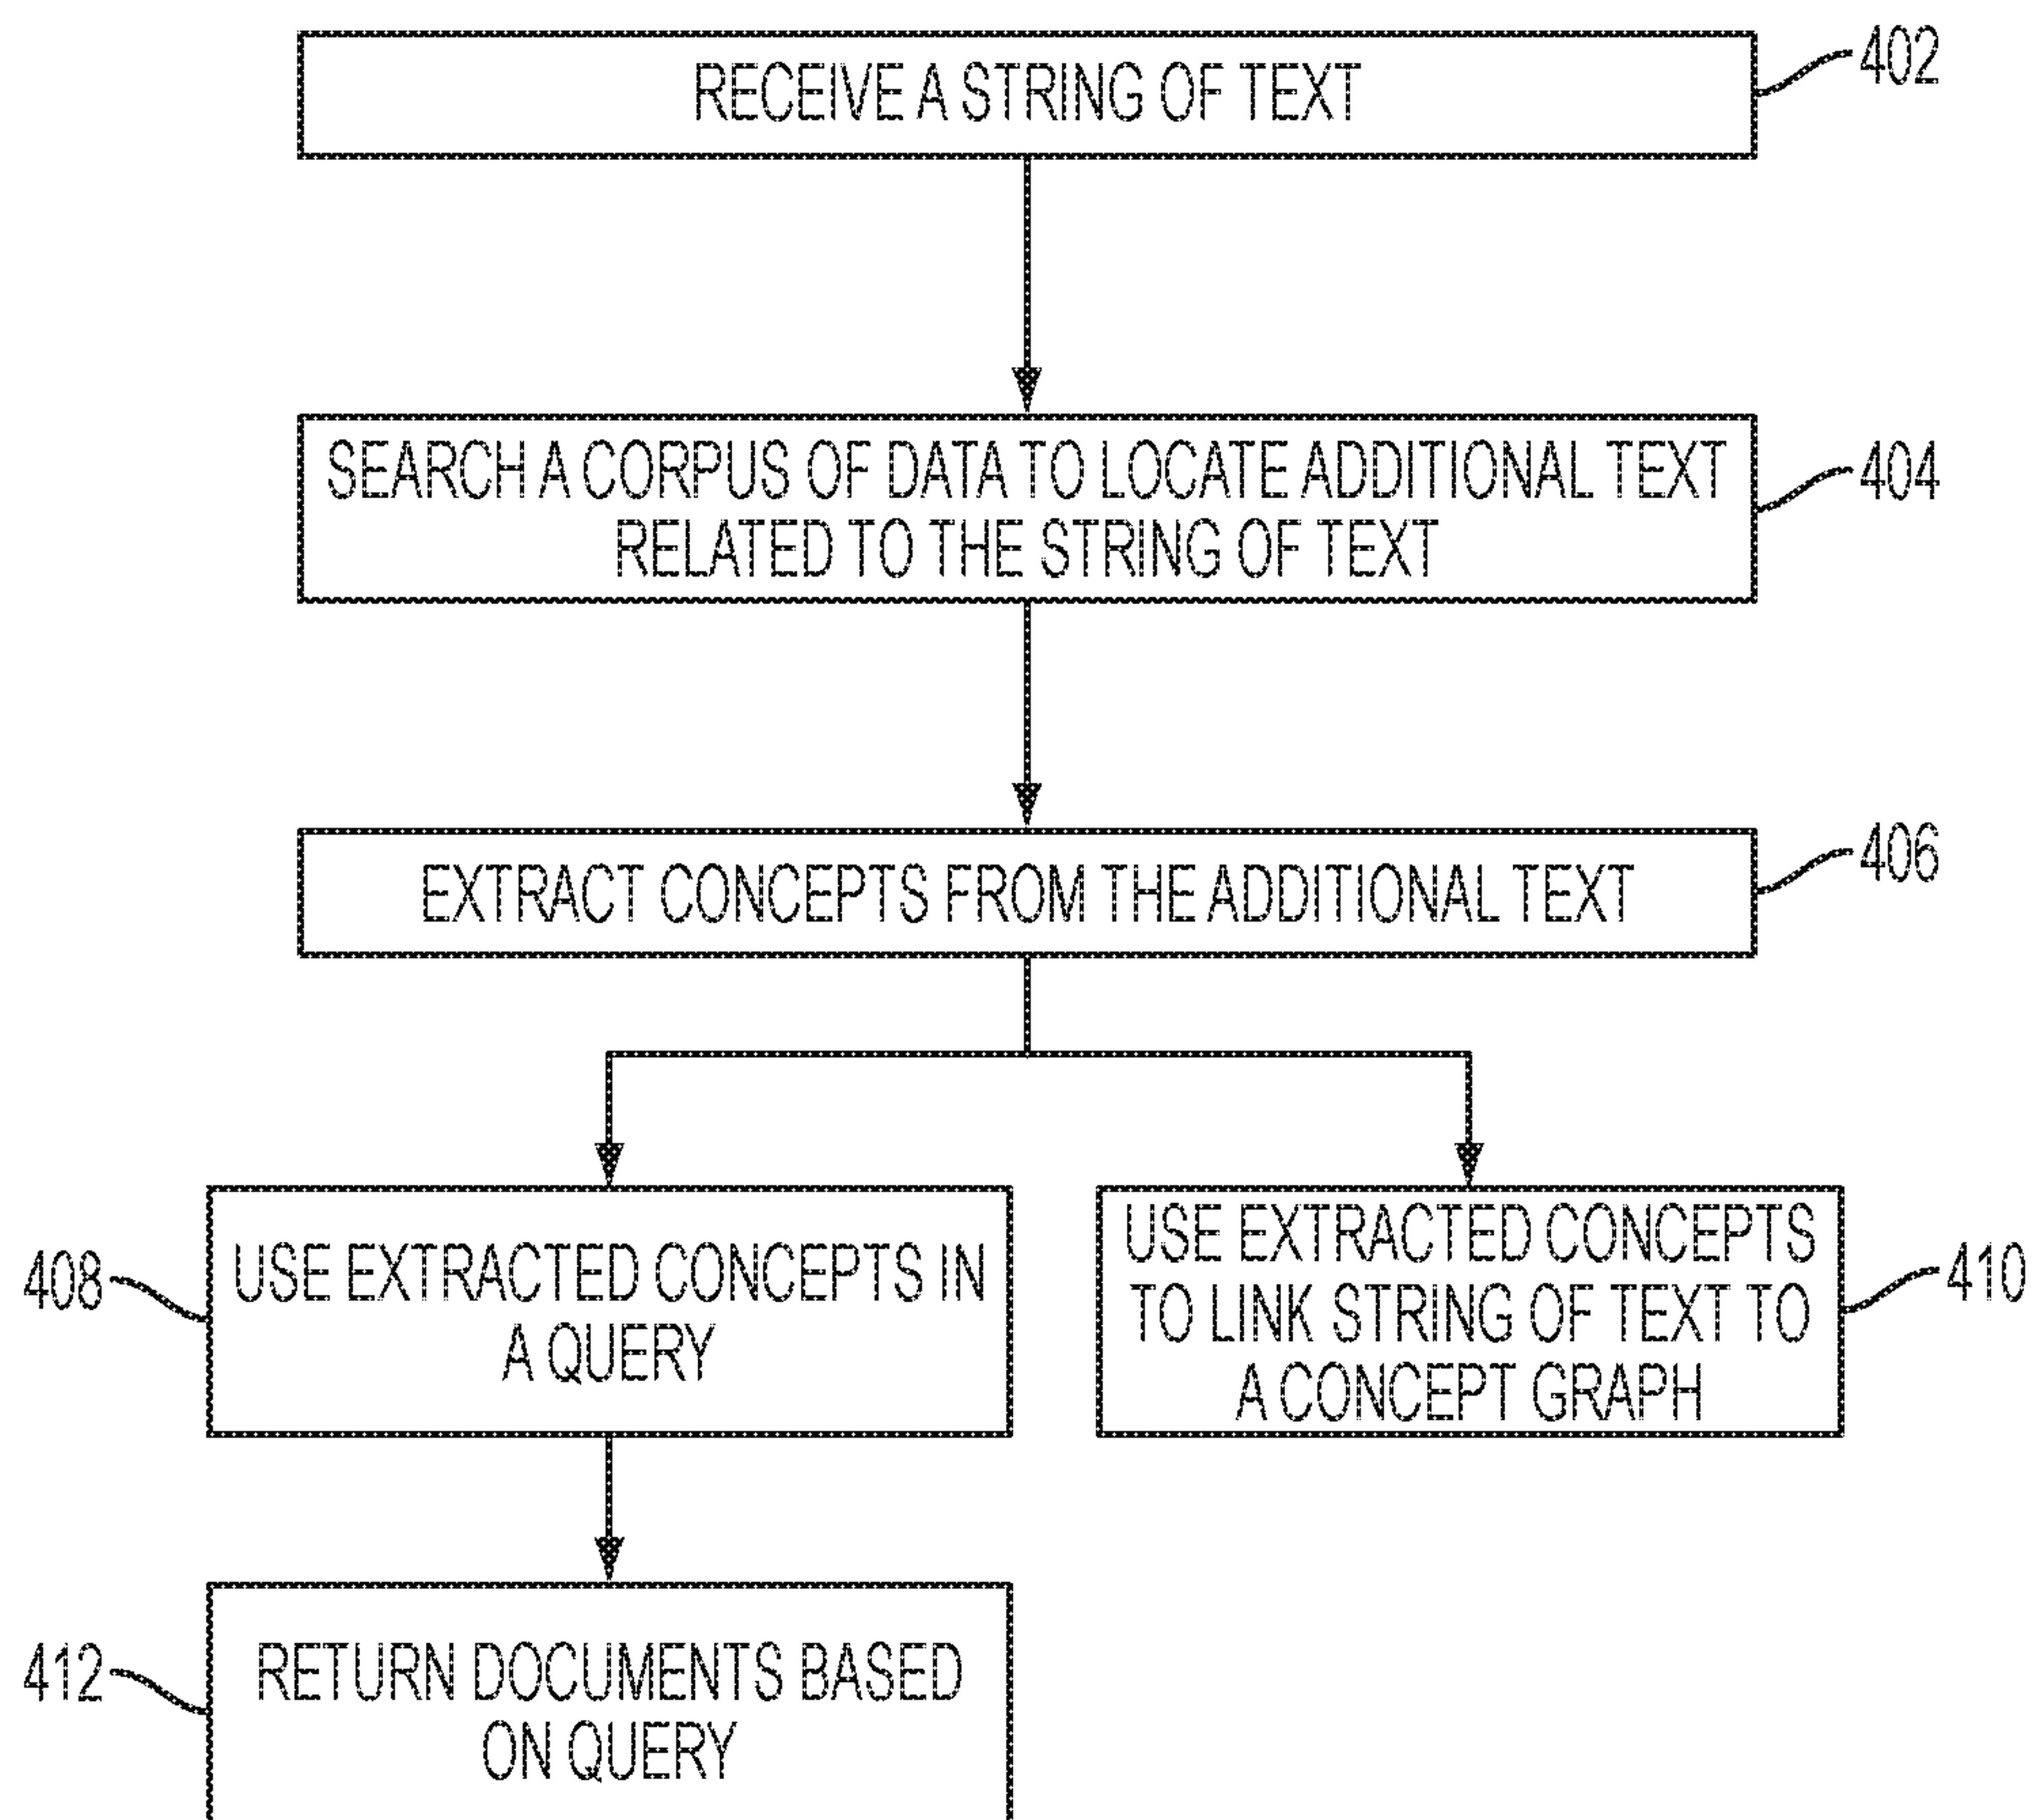 RECEIVE A STRING OF TEXT
402
SEARCH A CORPUS OF DATA TO LOCATE ADDITIONAL TEXT
RELATED TO THE STRING OF TEXT
404
EXTRACT CONCEPTS FROM THE ADDITIONAL TEXT
406
408
USE EXTRACTED CONCEPTS IN
A QUERY
USE EXTRACTED CONCEPTS
TO LINK STRING OF TEXT TO
A CONCEPT GRAPH
410
412
RETURN DOCUMENTS BASED
ON QUERY